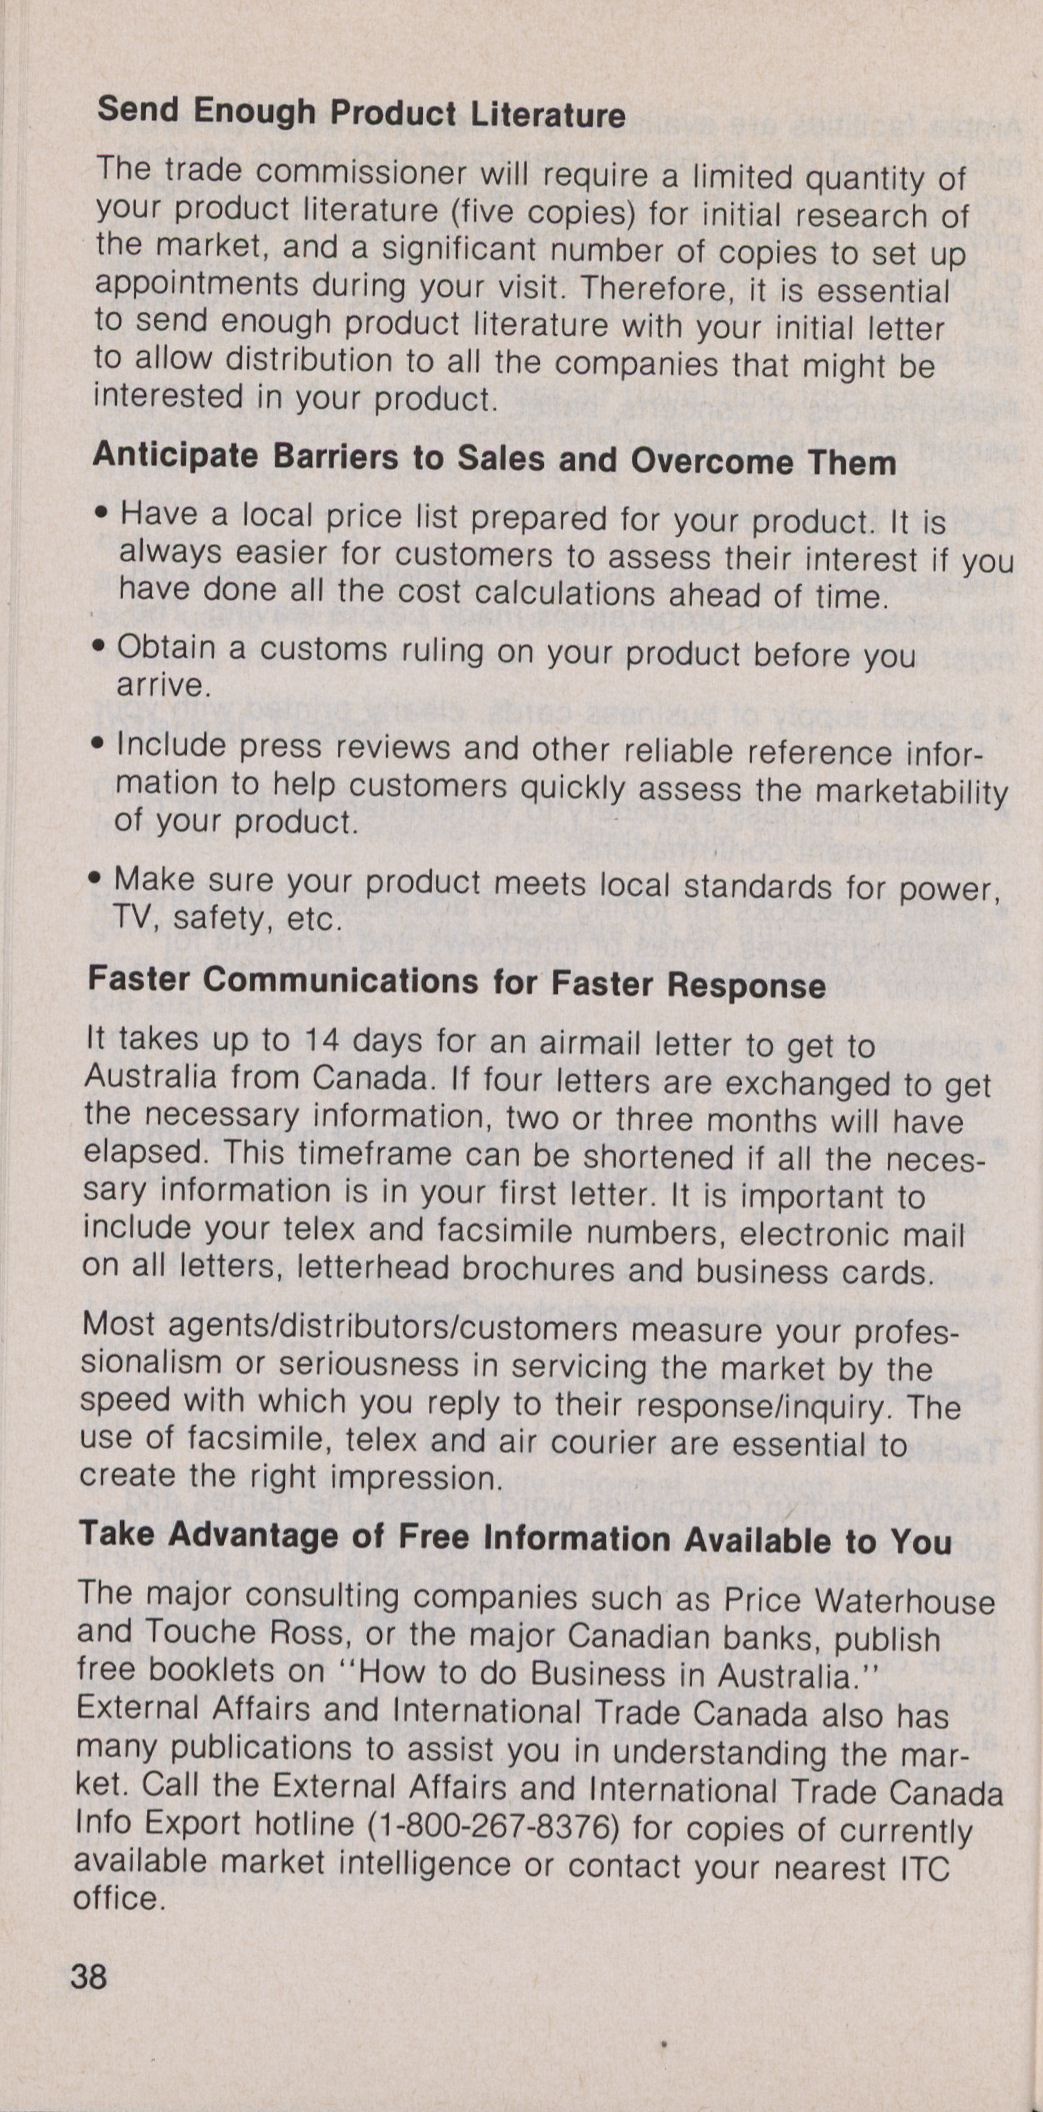 Send Enough Product Literature
The trade commissioner will require a limited quantity of
your product literature (five copies) for initial research of
the market, and a significant number of copies to set up
appointments during your visit. Therefore, it is essential
to send enough product literature with your initial letter
to allow distribution to all the companies that might be
interested in your product.
Anticipate Barriers to Sales and Overcome Them
• Have a local price list prepared for your product. It is
always easier for customers to assess their interest if you
have done all the cost calculations ahead of time.
• Obtain a customs ruling on your product before you
arrive.
• Include press reviews and other reliable reference infor-
mation to help customers quickly assess the marketability
of your product.
• Make sure your product meets local standards for power,
TV, safety, etc.
Faster Communications for Faster Response
It takes up to 14 days for an airmail letter to get to
Australia from Canada. If four letters are exchanged to get
the necessary information, two or three months will have
elapsed. This timeframe can be shortened if all the neces-
sary information is in your first letter. It is important to
include your telex and facsimile numbers, electronic mail
on all letters, letterhead brochures and business cards.
Most agents/distributors/customers measure your profes-
sionalism or seriousness in servicing the market by the
speed with which you reply to their response/inquiry. The
use of facsimile, telex and air courier are essential to
create the right impression.
Take Advantage of Free Information Available to You
The major consulting companies such as Price Waterhouse
and Touche Ross, or the major Canadian banks, publish
free booklets on "How to do Business in Australia."
External Affairs and International Trade Canada also has
many publications to assist you in understanding the mar-
ket. Call the External Affairs and International Trade Canada
Info Export hotline (1-800-267-8376) for copies of currently
available market intelligence or contact your nearest ITC
office.
38